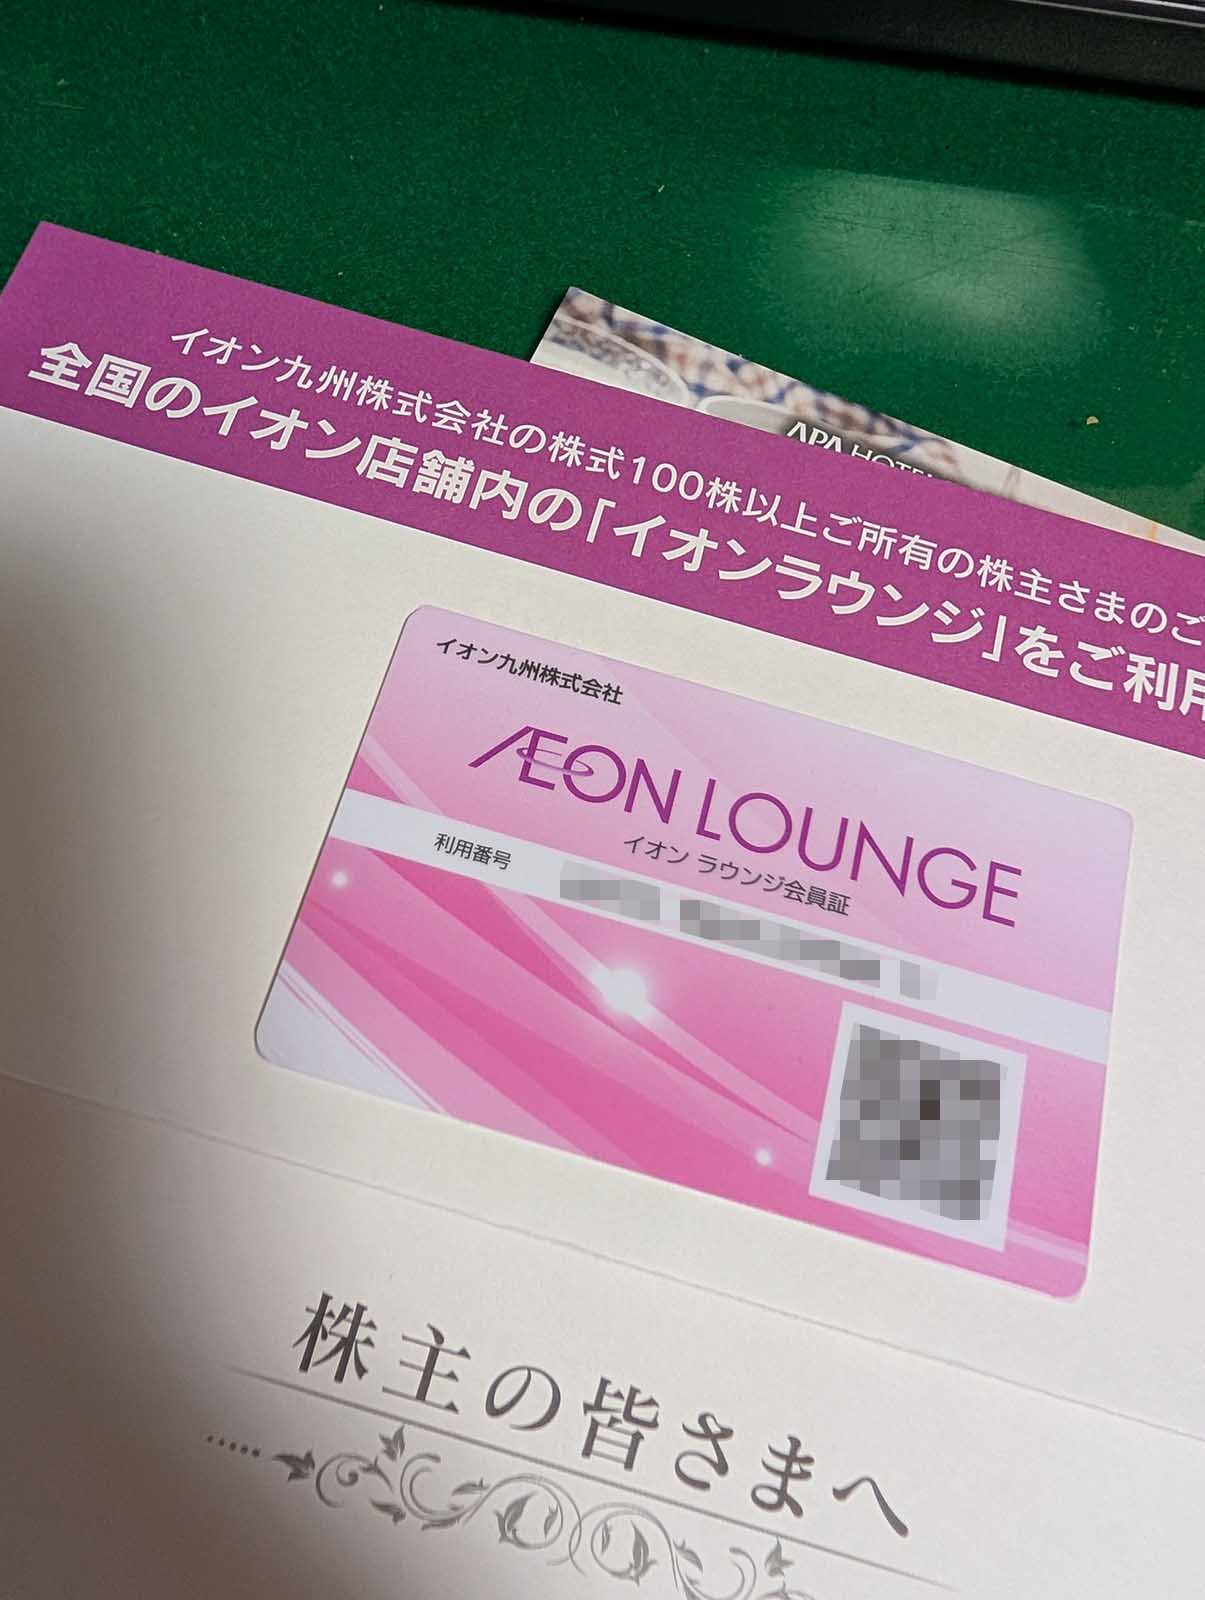 イオン九州株式会社の株式100株以上ご所有の株主さまのご
全国のイオン店舗内の「イオンラウンジ」をご利用
APA HOTEL
イオン九州株式会社
ÆON LOUNGE
イオン ラウンジ会員証
利用番号
株主の皆さまへ